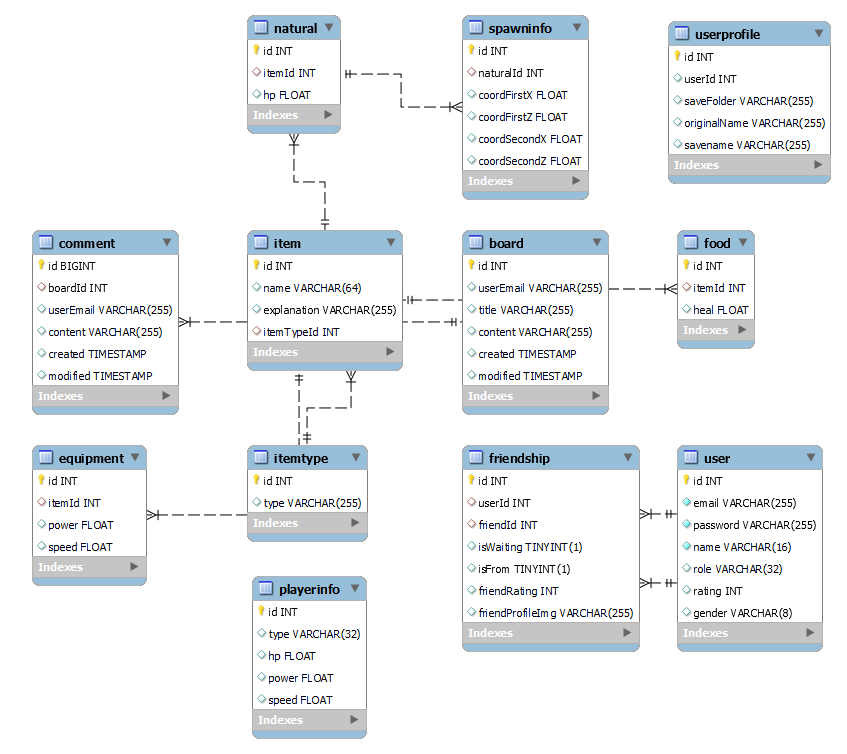 natural
id INT
itemId INT
hp FLOAT
Indexes
spawninfo
id INT
naturalId INT
coordFirstX FLOAT
coordFirstZ FLOAT
coordSecondX FLOAT
coordSecondZ FLOAT
Indexes
userprofile
id INT
userId INT
saveFolder VARCHAR(255)
originalName VARCHAR(255)
savename VARCHAR(255)
Indexes
comment
id BIGINT
boardId INT
userEmail VARCHAR(255)
content VARCHAR(255)
created TIMESTAMP
modified TIMESTAMP
Indexes
item
id INT
name VARCHAR(64)
explanation VARCHAR(255)
itemTypeId INT
Indexes
board
id INT
userEmail VARCHAR(255)
title VARCHAR(255)
content VARCHAR(255)
created TIMESTAMP
modified TIMESTAMP
Indexes
food
id INT
itemId INT
heal FLOAT
Indexes
equipment
id INT
itemId INT
power FLOAT
speed FLOAT
Indexes
itemtype
id INT
type VARCHAR(255)
Indexes
friendship
id INT
userId INT
friendId INT
isWaiting TINYINT(1)
isFrom TINYINT(1)
friendRating INT
friendProfileImg VARCHAR(255)
Indexes
user
id INT
email VARCHAR(255)
password VARCHAR(255)
name VARCHAR(16)
role VARCHAR(32)
rating INT
gender VARCHAR(8)
Indexes
playerinfo
id INT
type VARCHAR(32)
hp FLOAT
power FLOAT
speed FLOAT
Indexes